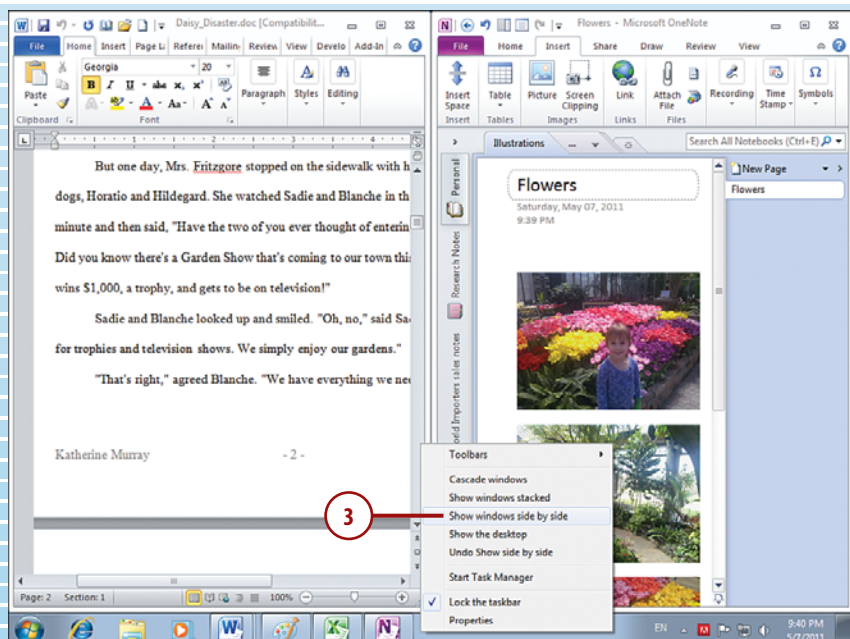 Daisy_Disaster.doc [Compatibilit...
File Home Insert Page L Referen Mailin Review View Develo Add-In
Paste
Georgia 20
B I U abc x, x²
A Aa A A
Paragraph Styles Editing
Clipboard Font
1 2 3 4
But one day, Mrs. Fritzgore stopped on the sidewalk with h
dogs, Horatio and Hildegard. She watched Sadie and Blanche in th
minute and then said, "Have the two of you ever thought of enterin
Did you know there's a Garden Show that's coming to our town this
wins $1,000, a trophy, and gets to be on television!"
Sadie and Blanche looked up and smiled. "Oh, no," said Sa
for trophies and television shows. We simply enjoy our gardens."
"That's right," agreed Blanche. "We have everything we nee
Katherine Murray - 2 -
Page: 2 Section: 1 100%
Flowers - Microsoft OneNote
File Home Insert Share Draw Review View
Insert Space Table Picture Screen Clipping Link Attach File Recording Time Stamp Symbols
Insert Tables Images Links Files
Illustrations ... Search All Notebooks (Ctrl+E)
Personal
Research Notes
orld Importers sales notes
Flowers
Saturday, May 07, 2011
9:39 PM
New Page
Flowers
Toolbars
Cascade windows
Show windows stacked
3
Show windows side by side
Show the desktop
Undo Show side by side
Start Task Manager
Lock the taskbar
Properties
EN 9:40 PM
5/7/2011